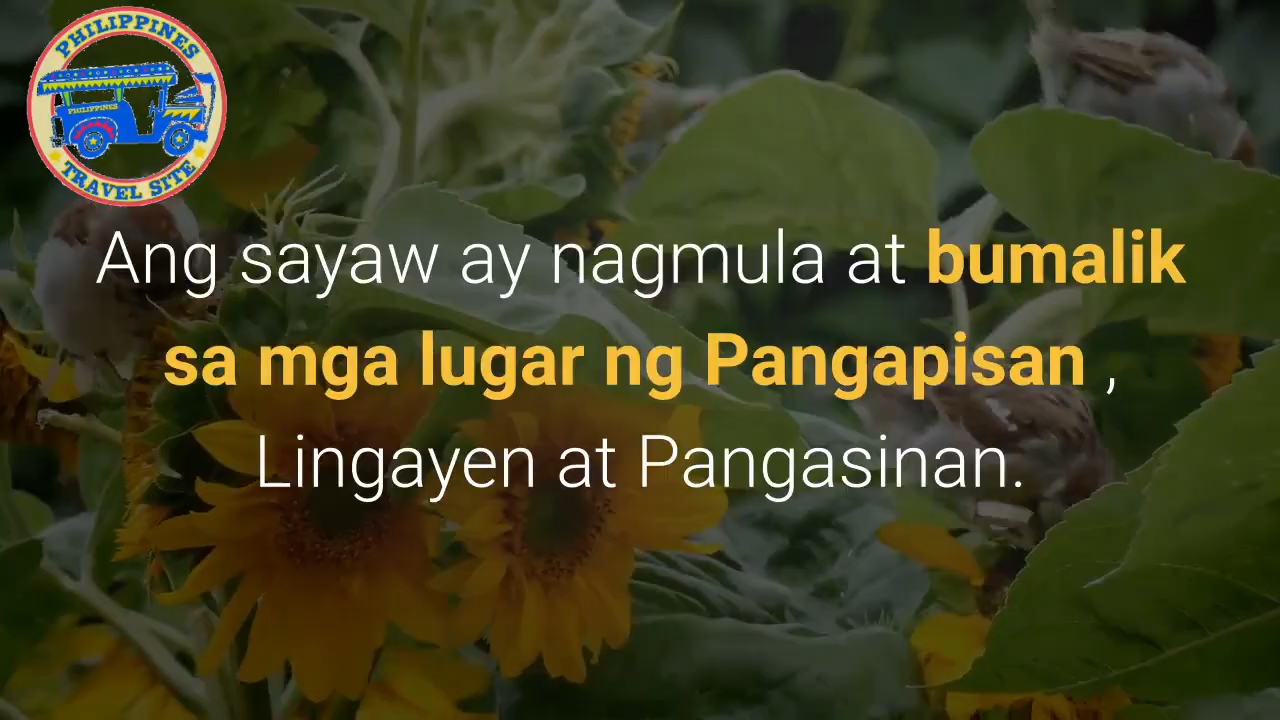 PHILIPPINES
PHILIPPINES
TRAVEL SITE
Ang sayaw ay nagmula at bumalik
sa mga lugar ng Pangapisan ,
Lingayen at Pangasinan.